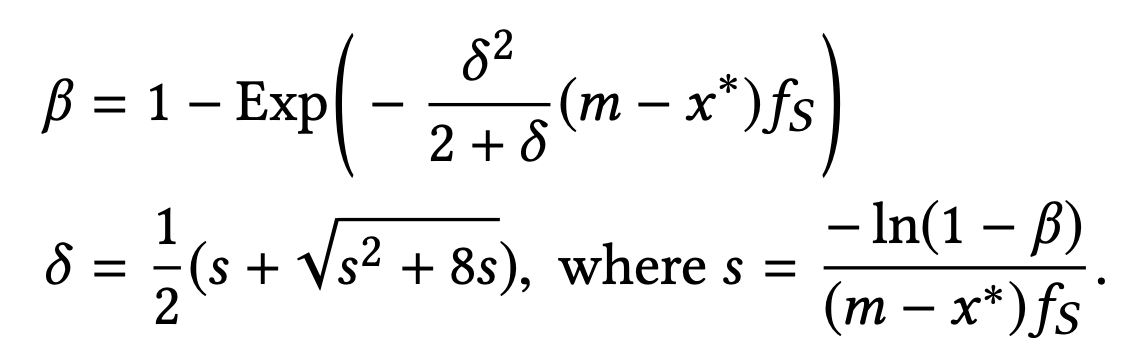 β = 1 − Exp(− δ²/(2 + δ) (m − x*)f_S)
δ = 1/2 (s + √(s² + 8s)), where s = −ln(1 − β)/((m − x*)f_S).